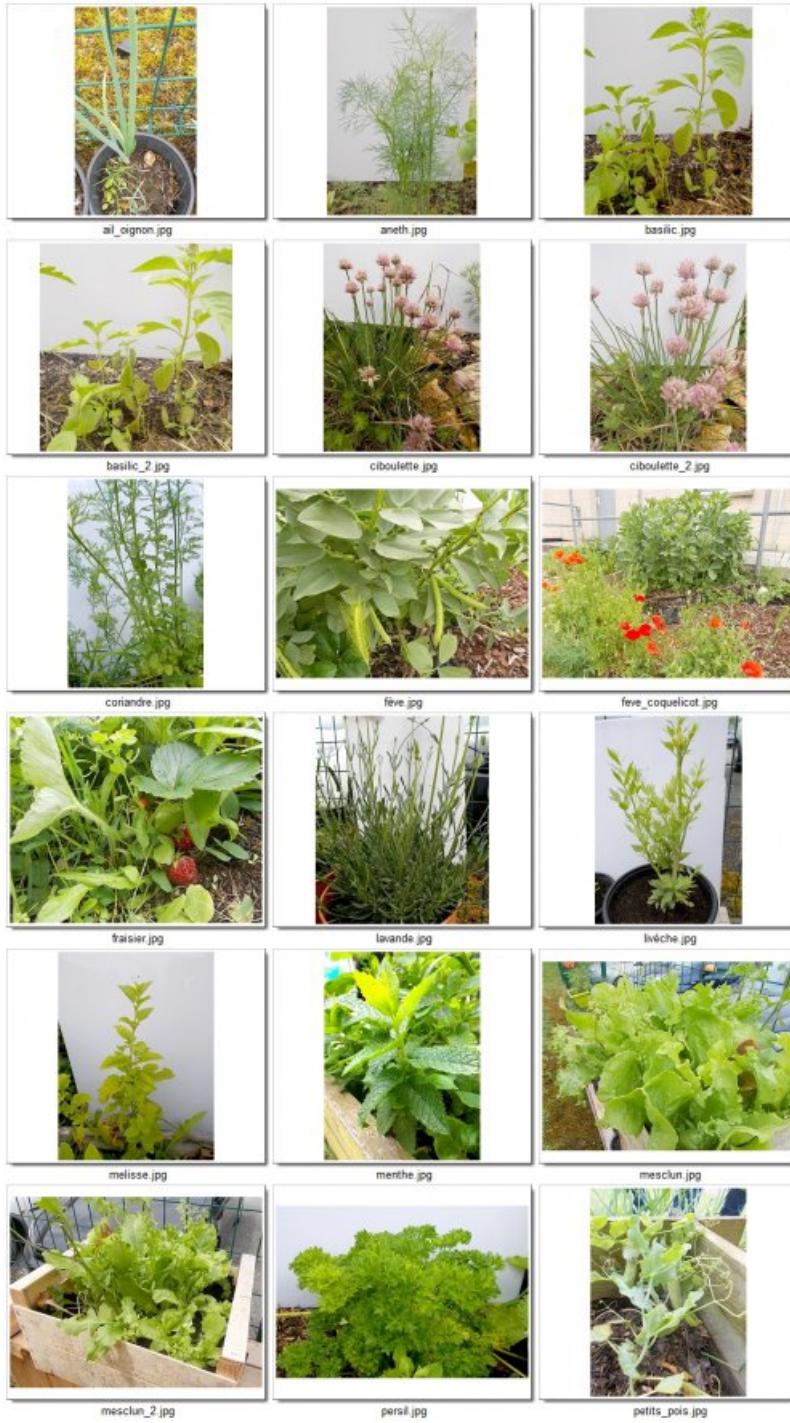 ail_oignon.jpg
aneth.jpg
basilic.jpg
basilic_2.jpg
ciboulette.jpg
ciboulette_2.jpg
coriandre.jpg
fève.jpg
feve_coquelicot.jpg
fraisier.jpg
lavande.jpg
livèche.jpg
melisse.jpg
menthe.jpg
mesclun.jpg
mesclun_2.jpg
persil.jpg
petits_pois.jpg